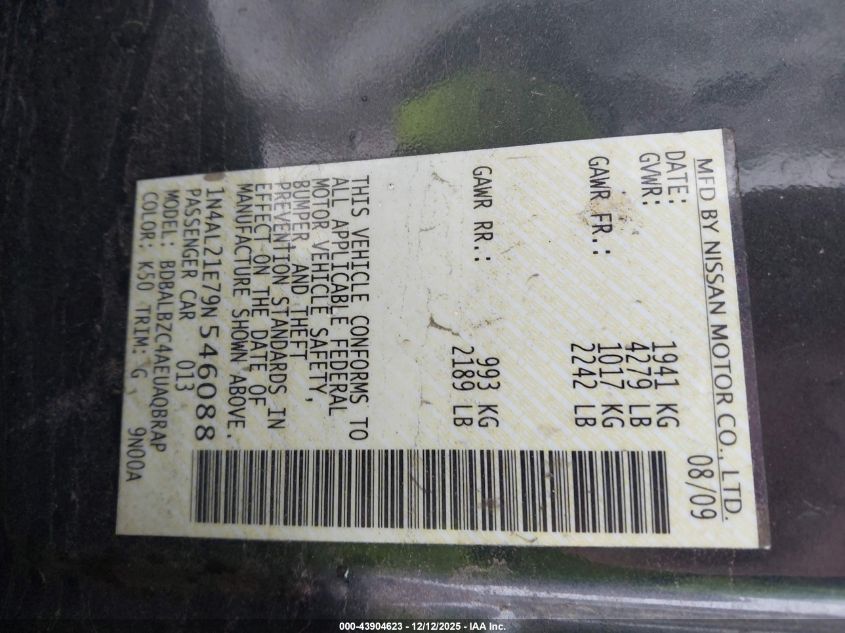 MFD BY NISSAN MOTOR CO., LTD.
DATE: 08/09
GVWR: 1941 KG
4279 LB
GAWR FR.: 1017 KG
2242 LB
GAWR RR.: 993 KG
2189 LB
THIS VEHICLE CONFORMS TO
ALL APPLICABLE FEDERAL
MOTOR VEHICLE SAFETY,
BUMPER, AND THEFT
PREVENTION STANDARDS IN
EFFECT ON THE DATE OF
MANUFACTURE SHOWN ABOVE.
1N4AL21E79N546088
PASSENGER CAR 013
MODEL: BDBALBZC4AEUAQBRAP
COLOR: K50 TRIM: G 9N00A
000-43904623 - 12/12/2025 - IAA Inc.